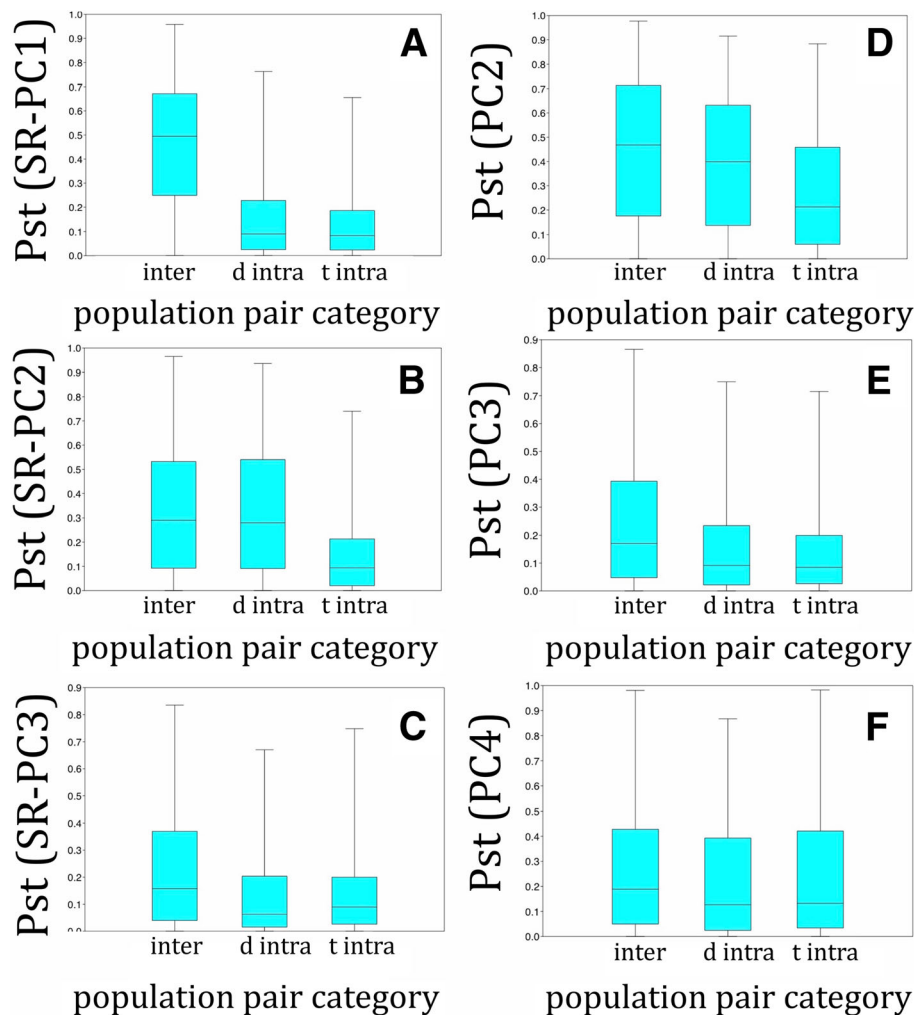 A
Pst (SR-PC1)
1.0
0.9
0.8
0.7
0.6
0.5
0.4
0.3
0.2
0.1
0.0
inter d intra t intra
population pair category
B
Pst (SR-PC2)
1.0
0.9
0.8
0.7
0.6
0.5
0.4
0.3
0.2
0.1
0.0
inter d intra t intra
population pair category
C
Pst (SR-PC3)
0.9
0.8
0.7
0.6
0.5
0.4
0.3
0.2
0.1
0.0
inter d intra t intra
population pair category
D
Pst (PC2)
1.0
0.9
0.8
0.7
0.6
0.5
0.4
0.3
0.2
0.1
0.0
inter d intra t intra
population pair category
E
Pst (PC3)
0.9
0.8
0.7
0.6
0.5
0.4
0.3
0.2
0.1
0.0
inter d intra t intra
population pair category
F
Pst (PC4)
1.0
0.9
0.8
0.7
0.6
0.5
0.4
0.3
0.2
0.1
0.0
inter d intra t intra
population pair category